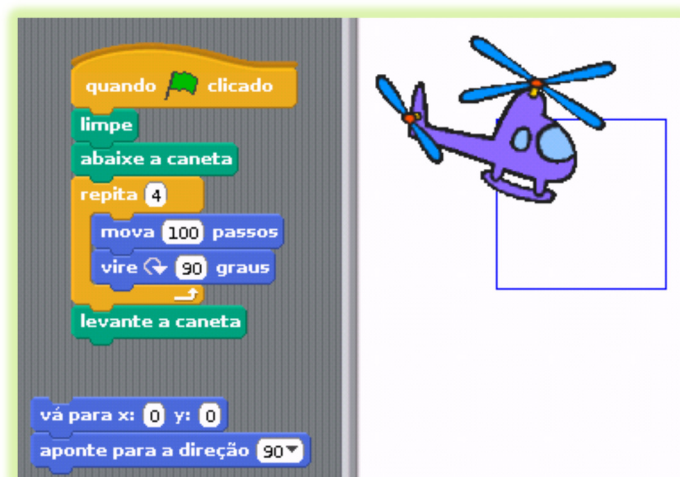 quando clicado
limpe
abaixe a caneta
repita 4
mova 100 passos
vire 90 graus
levante a caneta
vá para x: 0 y: 0
aponte para a direção 90